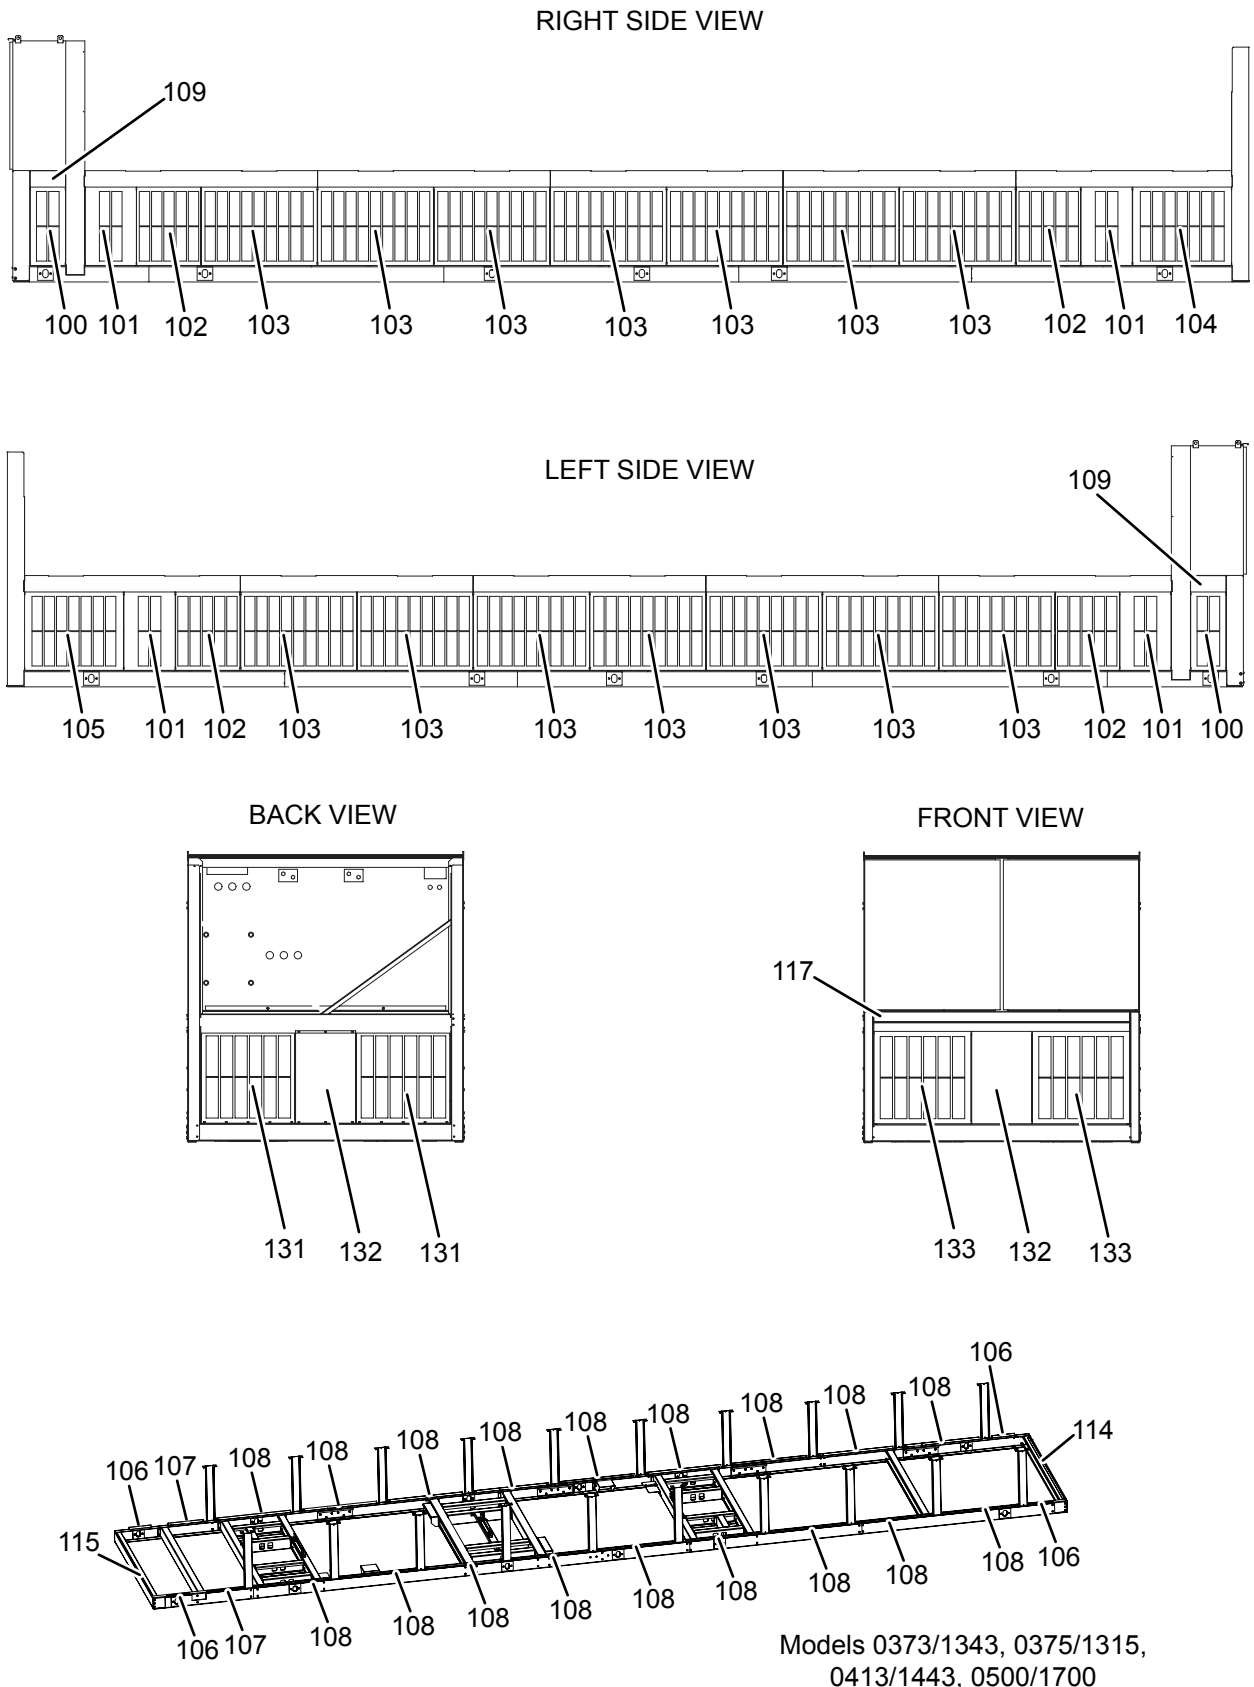 RIGHT SIDE VIEW
109
100 101 102 103 103 103 103 103 103 103 102 101 104
LEFT SIDE VIEW
109
105 101 102 103 103 103 103 103 103 103 102 101 100
BACK VIEW
FRONT VIEW
117
131 132 131
133 132 133
106
108
108
108
108
108
108
108
108
108
107
106
114
115
106 107 108 108 108 108 108 108 108 108 108 106
Models 0373/1343, 0375/1315,
0413/1443, 0500/1700